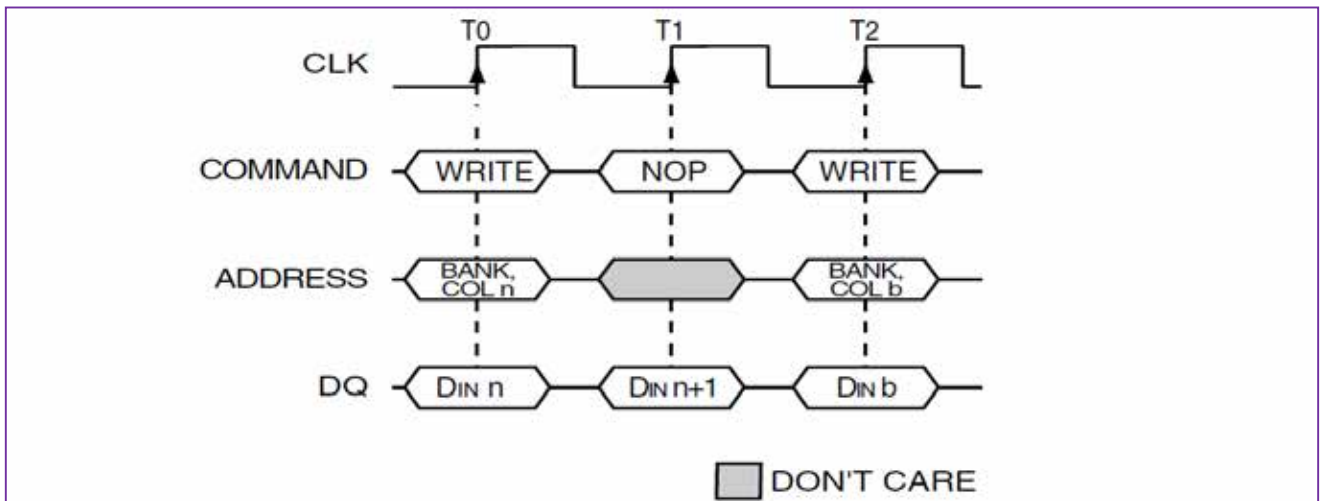 T0 T1 T2
CLK
COMMAND WRITE NOP WRITE
ADDRESS BANK, COL n BANK, COL b
DQ DIN n DIN n+1 DIN b
DON'T CARE